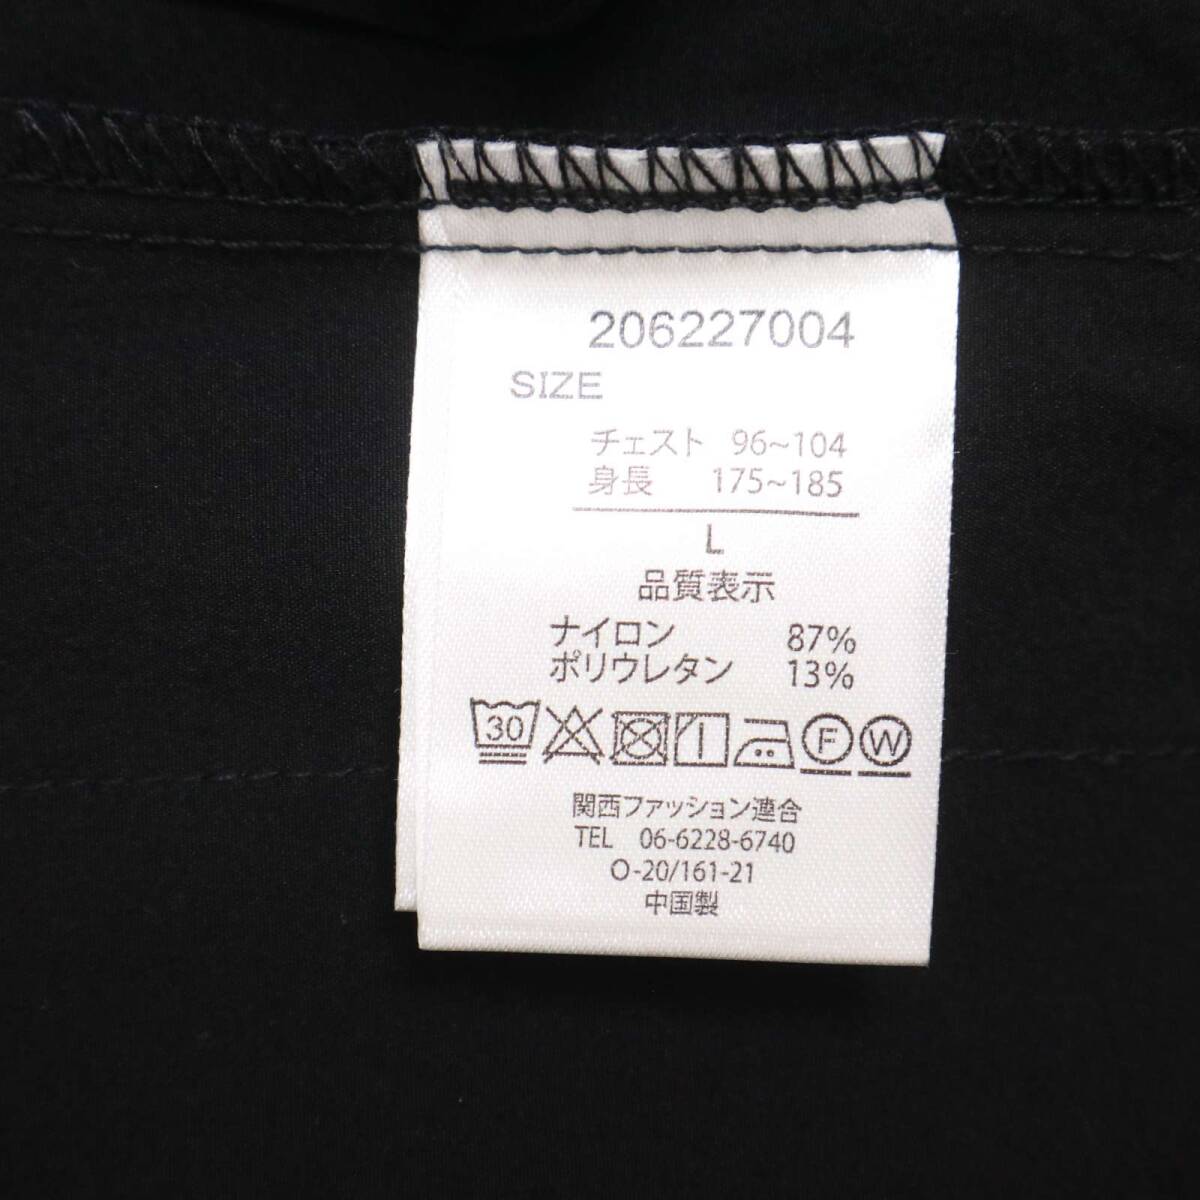 206227004
SIZE
チェスト 96~104
身長 175~185
L
品質表示
ナイロン 87%
ポリウレタン 13%
30 F W
関西ファッション連合
TEL 06-6228-6740
O-20/161-21
中国製